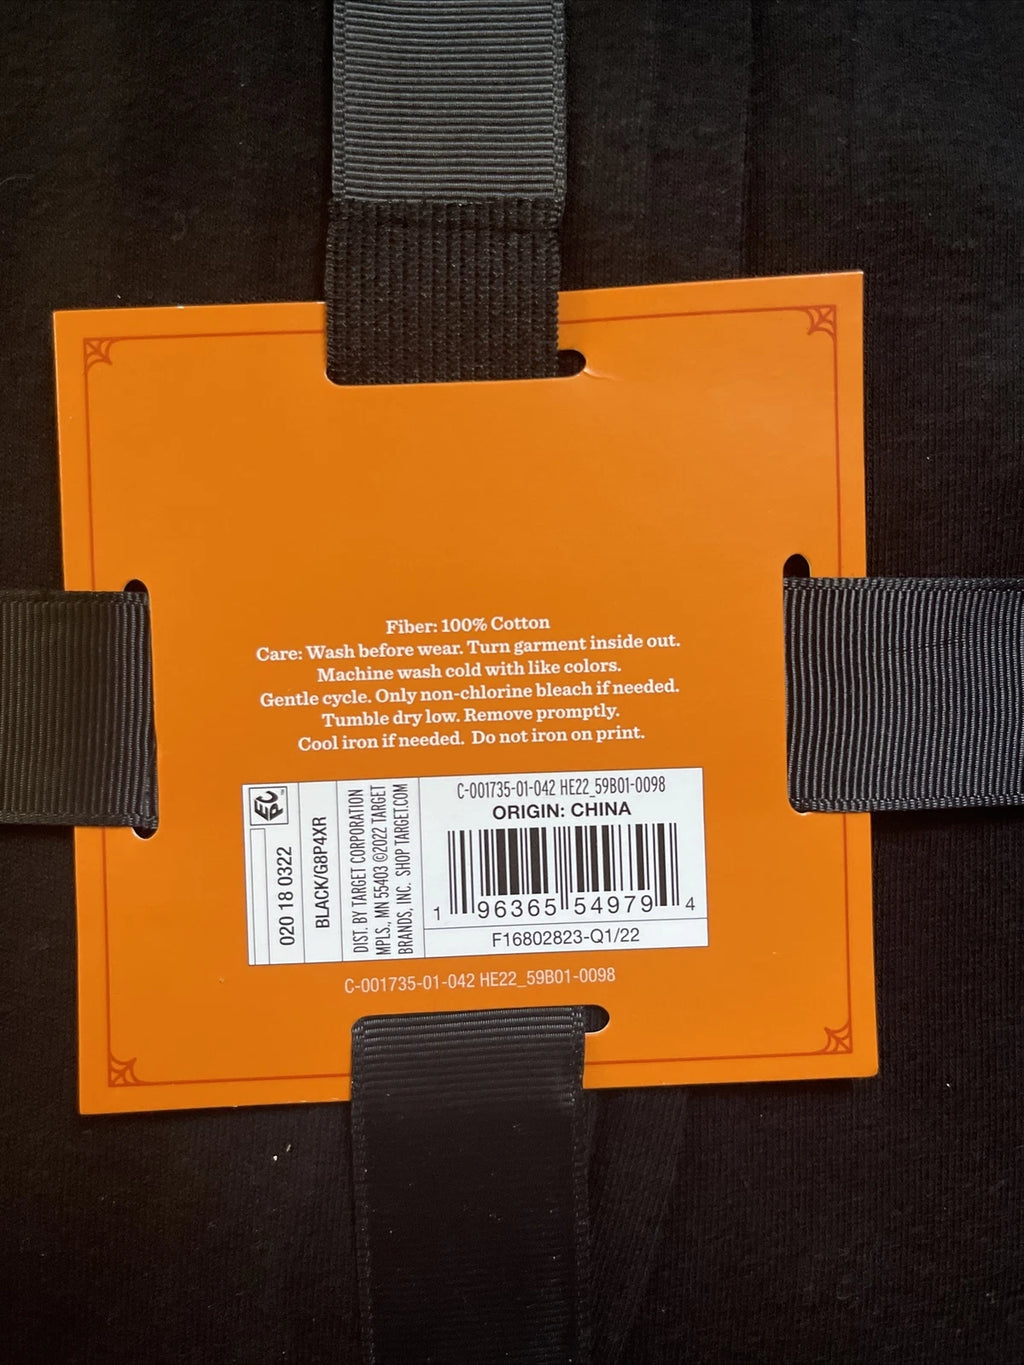 Fiber: 100% Cotton
Care: Wash before wear. Turn garment inside out.
Machine wash cold with like colors.
Gentle cycle. Only non-chlorine bleach if needed.
Tumble dry low. Remove promptly.
Cool iron if needed. Do not iron on print.
EPC™
020 18 0322
BLACK/G8P4XR
DIST. BY TARGET CORPORATION
MPLS., MN 55403 ©2022 TARGET
BRANDS, INC. SHOP TARGET.COM
C-001735-01-042 HE22_59B01-0098
ORIGIN: CHINA
1 96365 54979 4
F16802823-Q1/22
C-001735-01-042 HE22_59B01-0098